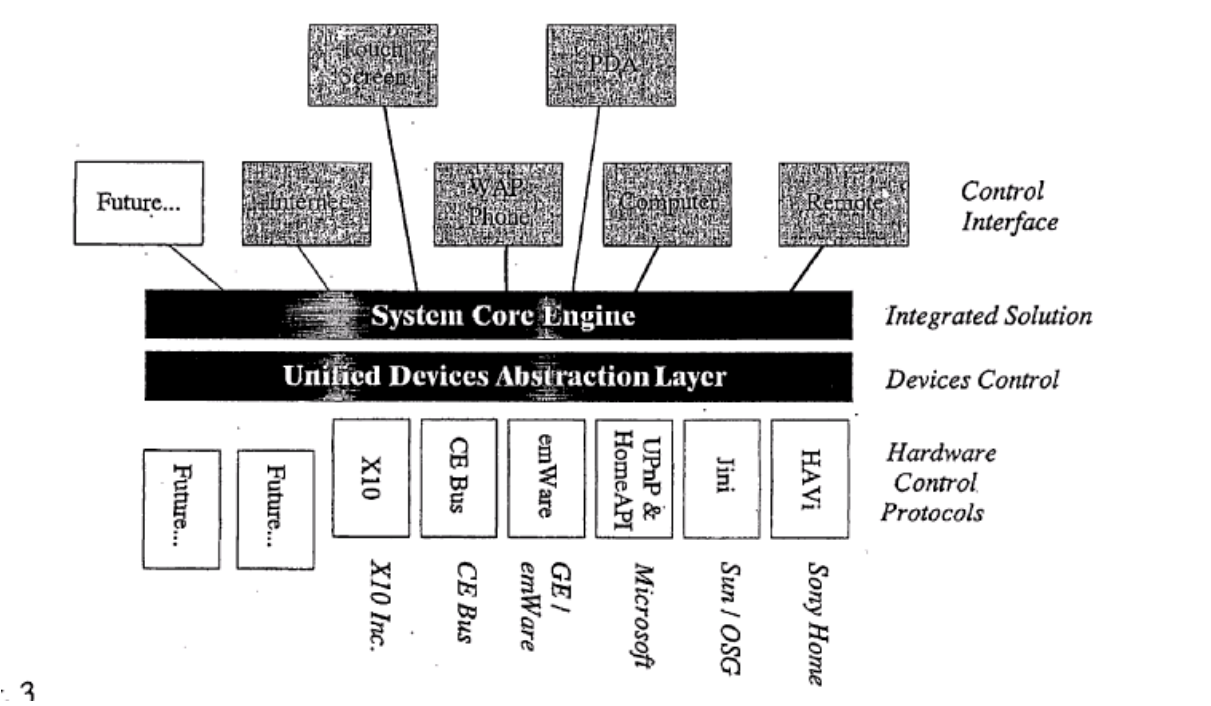 Touch
Screen
PDA
Future...
Internet
WAP
Phone
Computer
Remote
Control
Interface
System Core Engine
Integrated Solution
Unified Devices Abstraction Layer
Devices Control
Future...
Future...
X10
CE Bus
emWare
UPnP &
HomeAPI
Jini
HAVi
Hardware
Control
Protocols
X10 Inc.
CE Bus
GE /
emWare
Microsoft
Sun / OSG
Sony Home
. 3